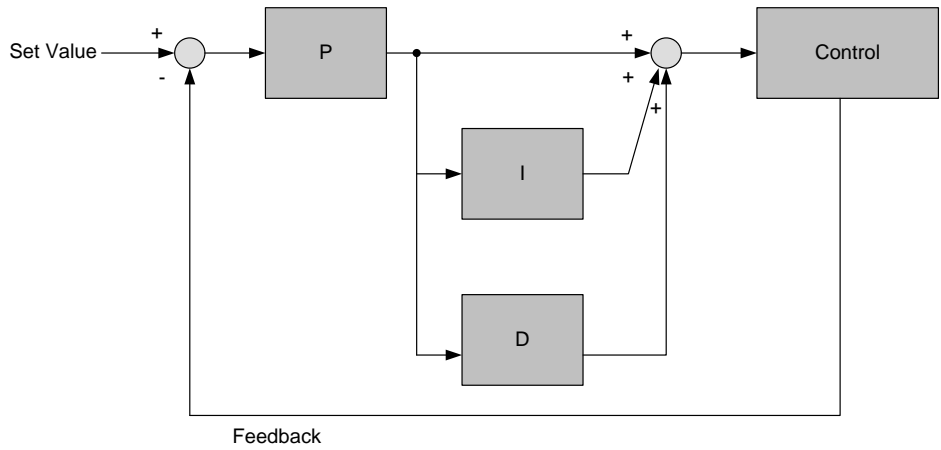 Set Value
+
-
P
+
+
+
Control
I
D
Feedback